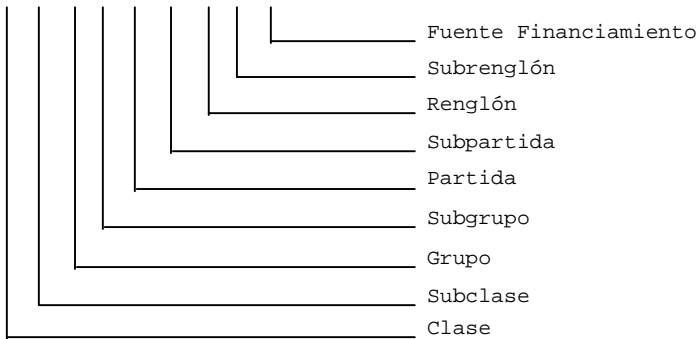 Fuente Financiamiento
Subrenglón
Renglón
Subpartida
Partida
Subgrupo
Grupo
Subclase
Clase